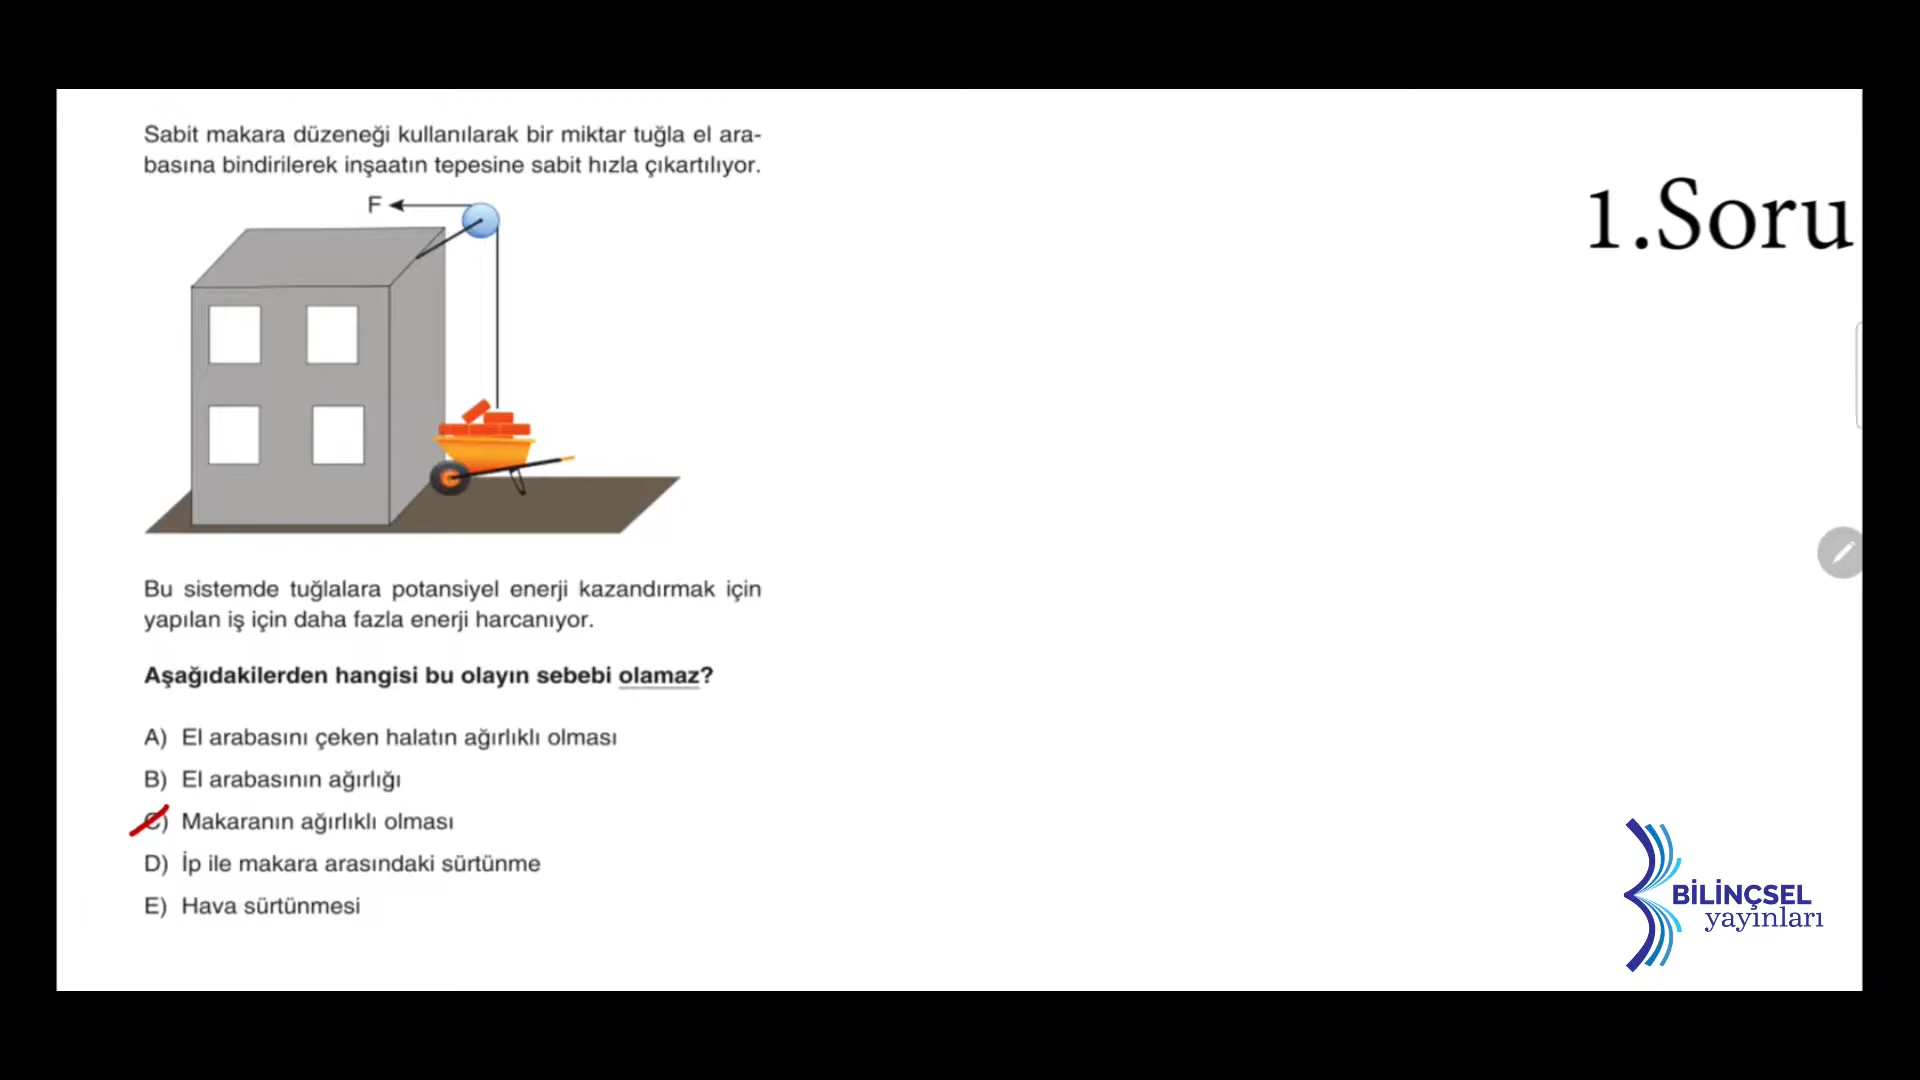 Sabit makara düzeneği kullanılarak bir miktar tuğla el ara-
basına bindirilerek inşaatın tepesine sabit hızla çıkartılıyor.
F
1.Soru
Bu sistemde tuğlalara potansiyel enerji kazandırmak için
yapılan iş için daha fazla enerji harcanıyor.
Aşağıdakilerden hangisi bu olayın sebebi olamaz?
A) El arabasını çeken halatın ağırlıklı olması
B) El arabasının ağırlığı
C) Makaranın ağırlıklı olması
D) İp ile makara arasındaki sürtünme
E) Hava sürtünmesi
BİLİNÇSEL
yayınları